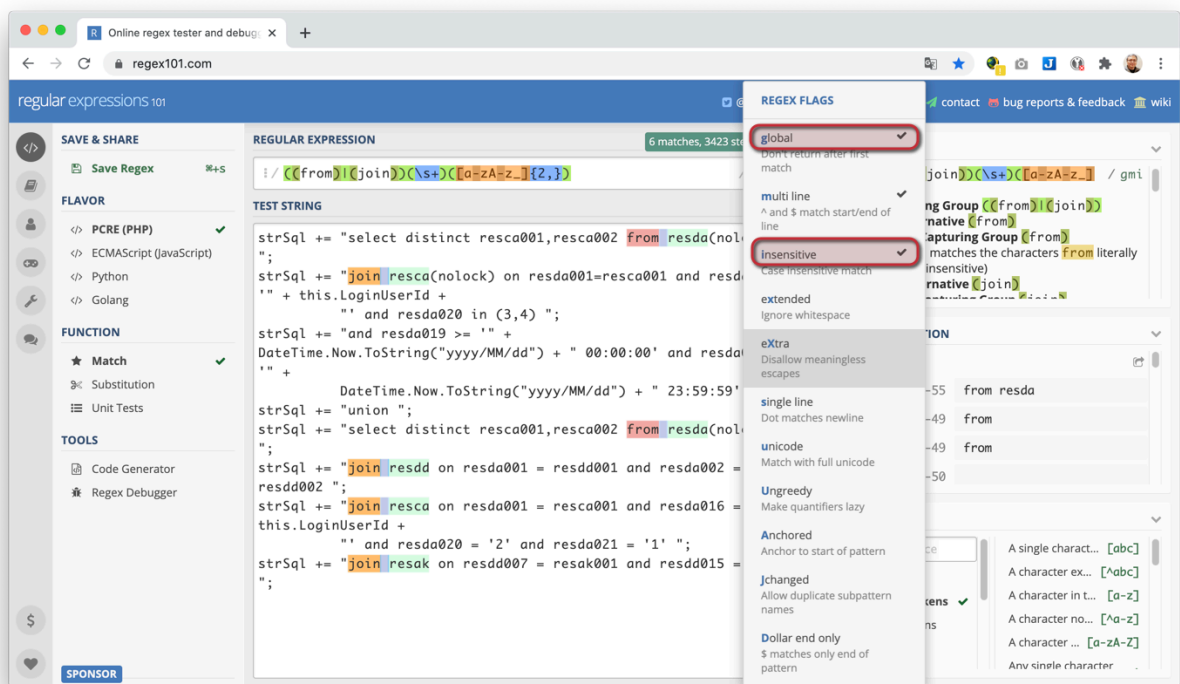 Online regex tester and debug
regex101.com
regular expressions 101
@
contact
bug reports & feedback
wiki
SAVE & SHARE
Save Regex
⌘+S
FLAVOR
</> PCRE (PHP)
</> ECMAScript (JavaScript)
</> Python
</> Golang
FUNCTION
Match
Substitution
Unit Tests
TOOLS
Code Generator
Regex Debugger
SPONSOR
REGULAR EXPRESSION
6 matches, 3423 ste
/ ((from)|(join))(\s+)([a-zA-z_]{2,})
TEST STRING
strSql += "select distinct resca001,resca002 from resda(nol
";
strSql += "join resca(nolock) on resda001=resca001 and resd
'" + this.LoginUserId +
"' and resda020 in (3,4) ";
strSql += "and resda019 >= '" +
DateTime.Now.ToString("yyyy/MM/dd") + " 00:00:00' and resda
'" +
DateTime.Now.ToString("yyyy/MM/dd") + " 23:59:59'
strSql += "union ";
strSql += "select distinct resca001,resca002 from resda(nol
";
strSql += "join resdd on resda001 = resdd001 and resda002 =
resdd002 ";
strSql += "join resca on resda001 = resca001 and resda016 =
this.LoginUserId +
"' and resda020 = '2' and resda021 = '1' ";
strSql += "join resak on resdd007 = resak001 and resdd015 =
";
REGEX FLAGS
global
Don't return after first
match
multi line
^ and $ match start/end of
line
insensitive
Case insensitive match
extended
Ignore whitespace
eXtra
Disallow meaningless
escapes
single line
Dot matches newline
unicode
Match with full unicode
Ungreedy
Make quantifiers lazy
Anchored
Anchor to start of pattern
Jchanged
Allow duplicate subpattern
names
Dollar end only
$ matches only end of
pattern
join))(\s+)([a-zA-z_] / gmi
ng Group ((from)|(join))
rnative (from)
apturing Group (from)
matches the characters from literally
insensitive)
rnative (join)
ION
-55 from resda
-49 from
-49 from
-50
ce
kens
ns
A single charact... [abc]
A character ex... [^abc]
A character in t... [a-z]
A character no... [^a-z]
A character ... [a-zA-Z]
Any single character